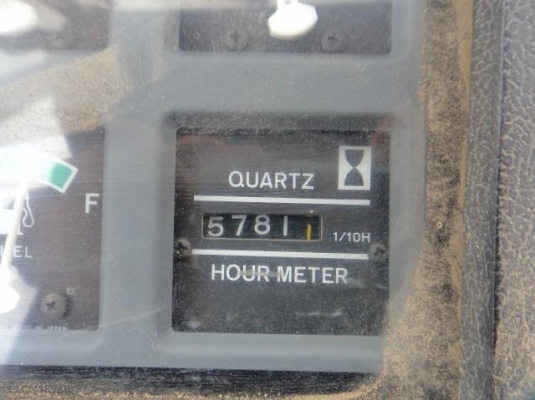 QUARTZ
5781
1/10H
HOUR METER
F